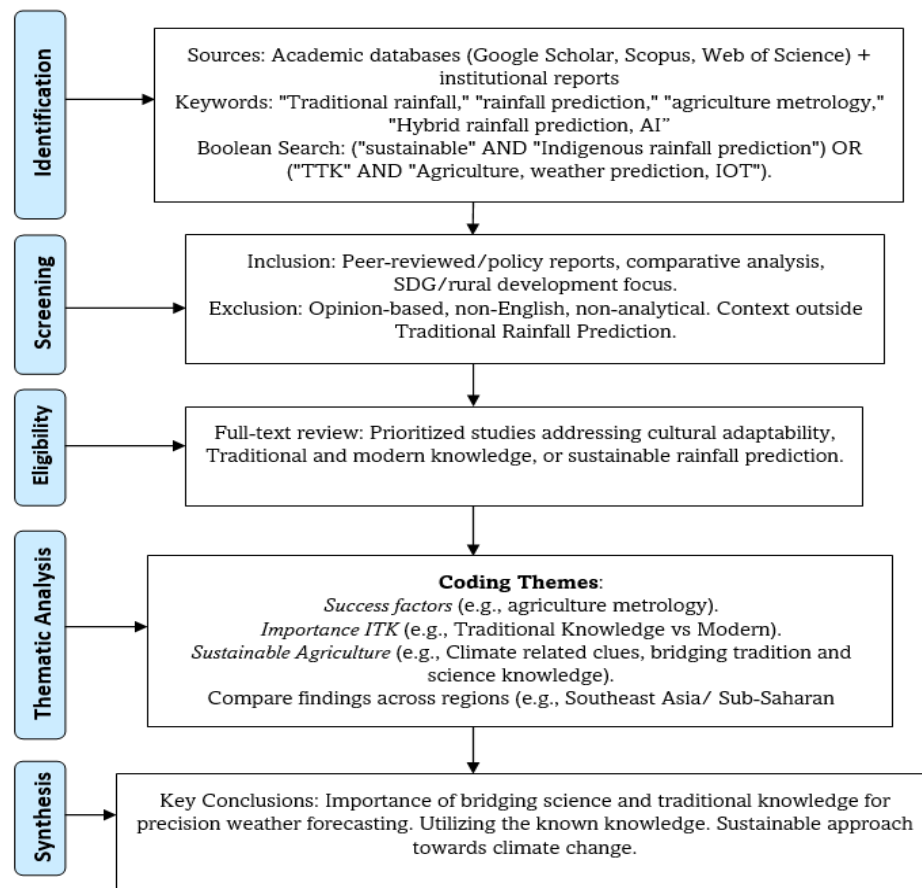 Identification
Sources: Academic databases (Google Scholar, Scopus, Web of Science) +
institutional reports
Keywords: "Traditional rainfall," "rainfall prediction," "agriculture metrology,"
"Hybrid rainfall prediction, AI”
Boolean Search: ("sustainable" AND "Indigenous rainfall prediction") OR
("TTK" AND "Agriculture, weather prediction, IOT").
Screening
Inclusion: Peer-reviewed/policy reports, comparative analysis,
SDG/rural development focus.
Exclusion: Opinion-based, non-English, non-analytical. Context outside
Traditional Rainfall Prediction.
Eligibility
Full-text review: Prioritized studies addressing cultural adaptability,
Traditional and modern knowledge, or sustainable rainfall prediction.
Thematic Analysis
Coding Themes:
Success factors (e.g., agriculture metrology).
Importance ITK (e.g., Traditional Knowledge vs Modern).
Sustainable Agriculture (e.g., Climate related clues, bridging tradition and
science knowledge).
Compare findings across regions (e.g., Southeast Asia/ Sub-Saharan
Synthesis
Key Conclusions: Importance of bridging science and traditional knowledge for
precision weather forecasting. Utilizing the known knowledge. Sustainable approach
towards climate change.